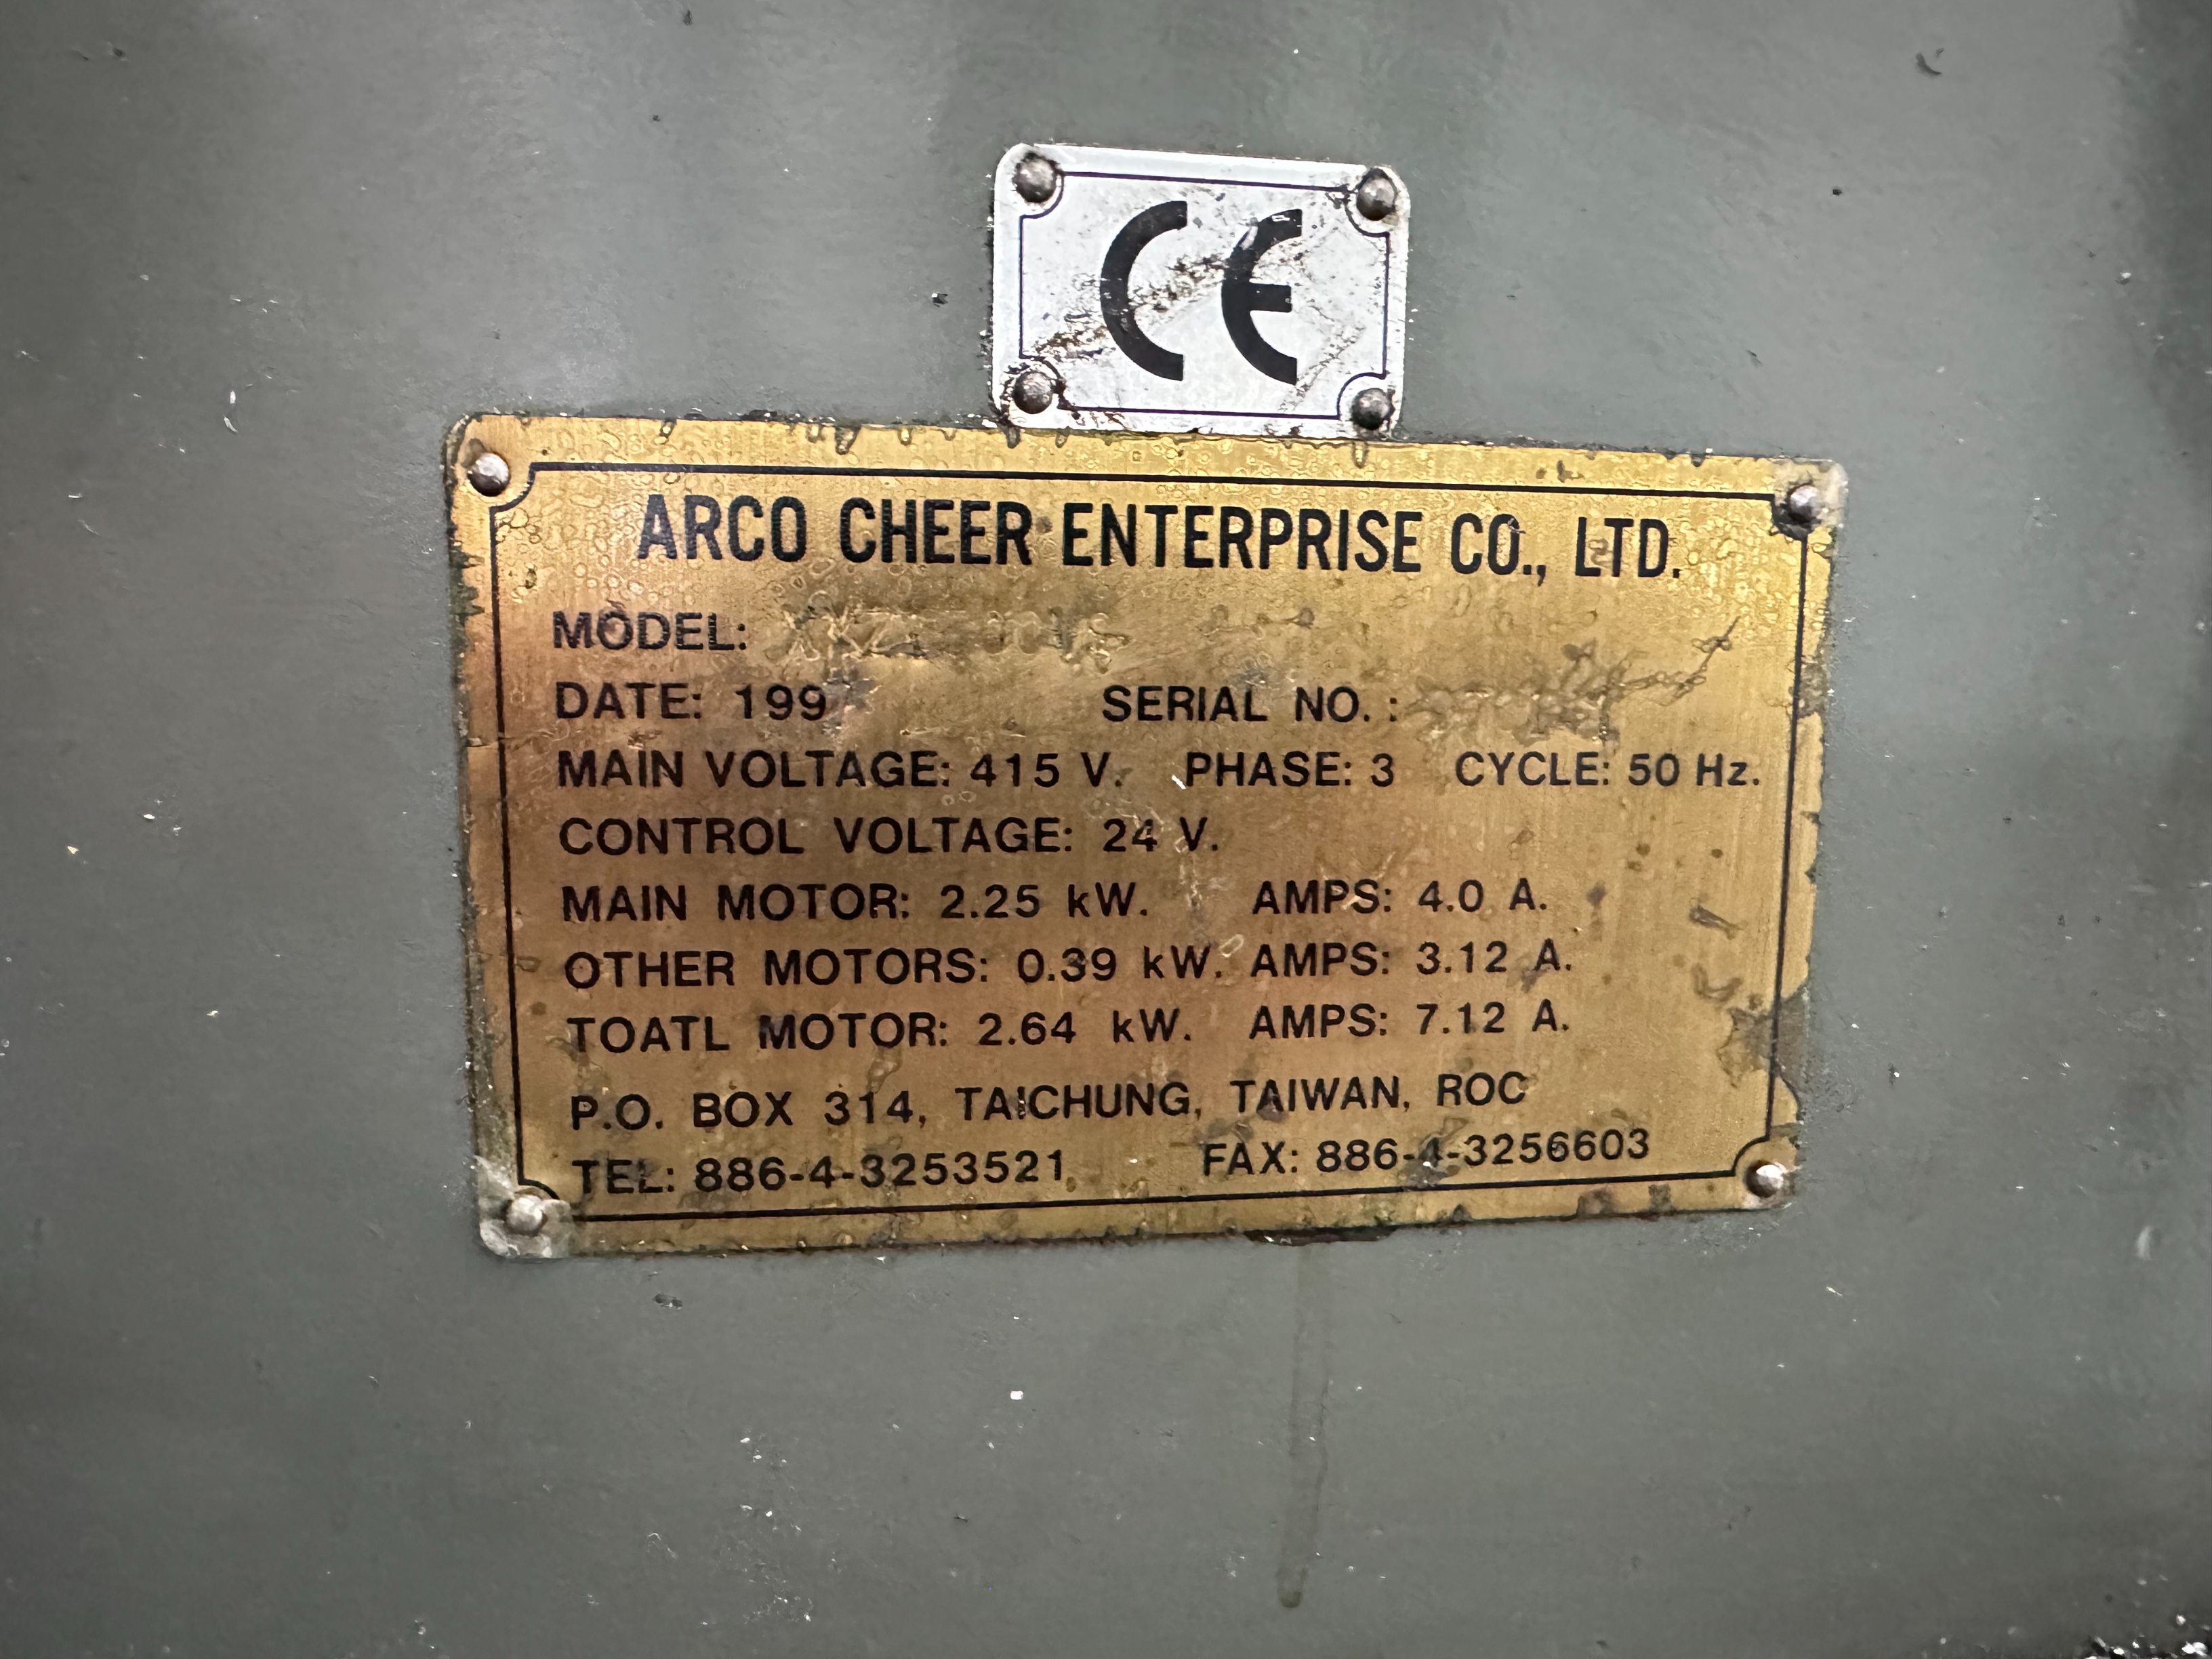 CE
ARCO CHEER ENTERPRISE CO., LTD.
MODEL:
DATE: 199 SERIAL NO. :
MAIN VOLTAGE: 415 V. PHASE: 3 CYCLE: 50 Hz.
CONTROL VOLTAGE: 24 V.
MAIN MOTOR: 2.25 kW. AMPS: 4.0 A.
OTHER MOTORS: 0.39 kW. AMPS: 3.12 A.
TOATL MOTOR: 2.64 kW. AMPS: 7.12 A.
P.O. BOX 314, TAICHUNG, TAIWAN, ROC
TEL: 886-4-3253521, FAX: 886-4-3256603